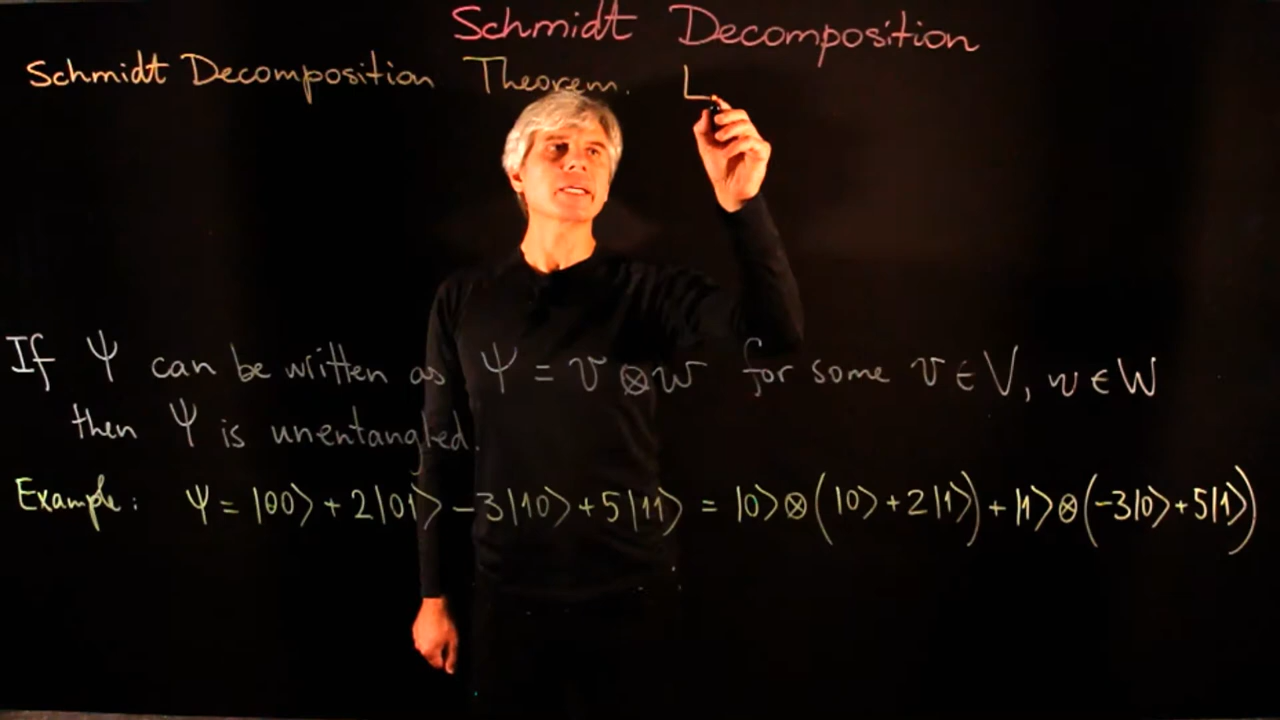 Schmidt Decomposition
Schmidt Decomposition Theorem. L
If Ψ can be written as Ψ = v ⊗ w for some v ∈ V, w ∈ W
then Ψ is unentangled.
Example: Ψ = |00⟩ + 2|01⟩ − 3|10⟩ + 5|11⟩ = |0⟩ ⊗ (|0⟩ + 2|1⟩) + |1⟩ ⊗ (−3|0⟩ + 5|1⟩)